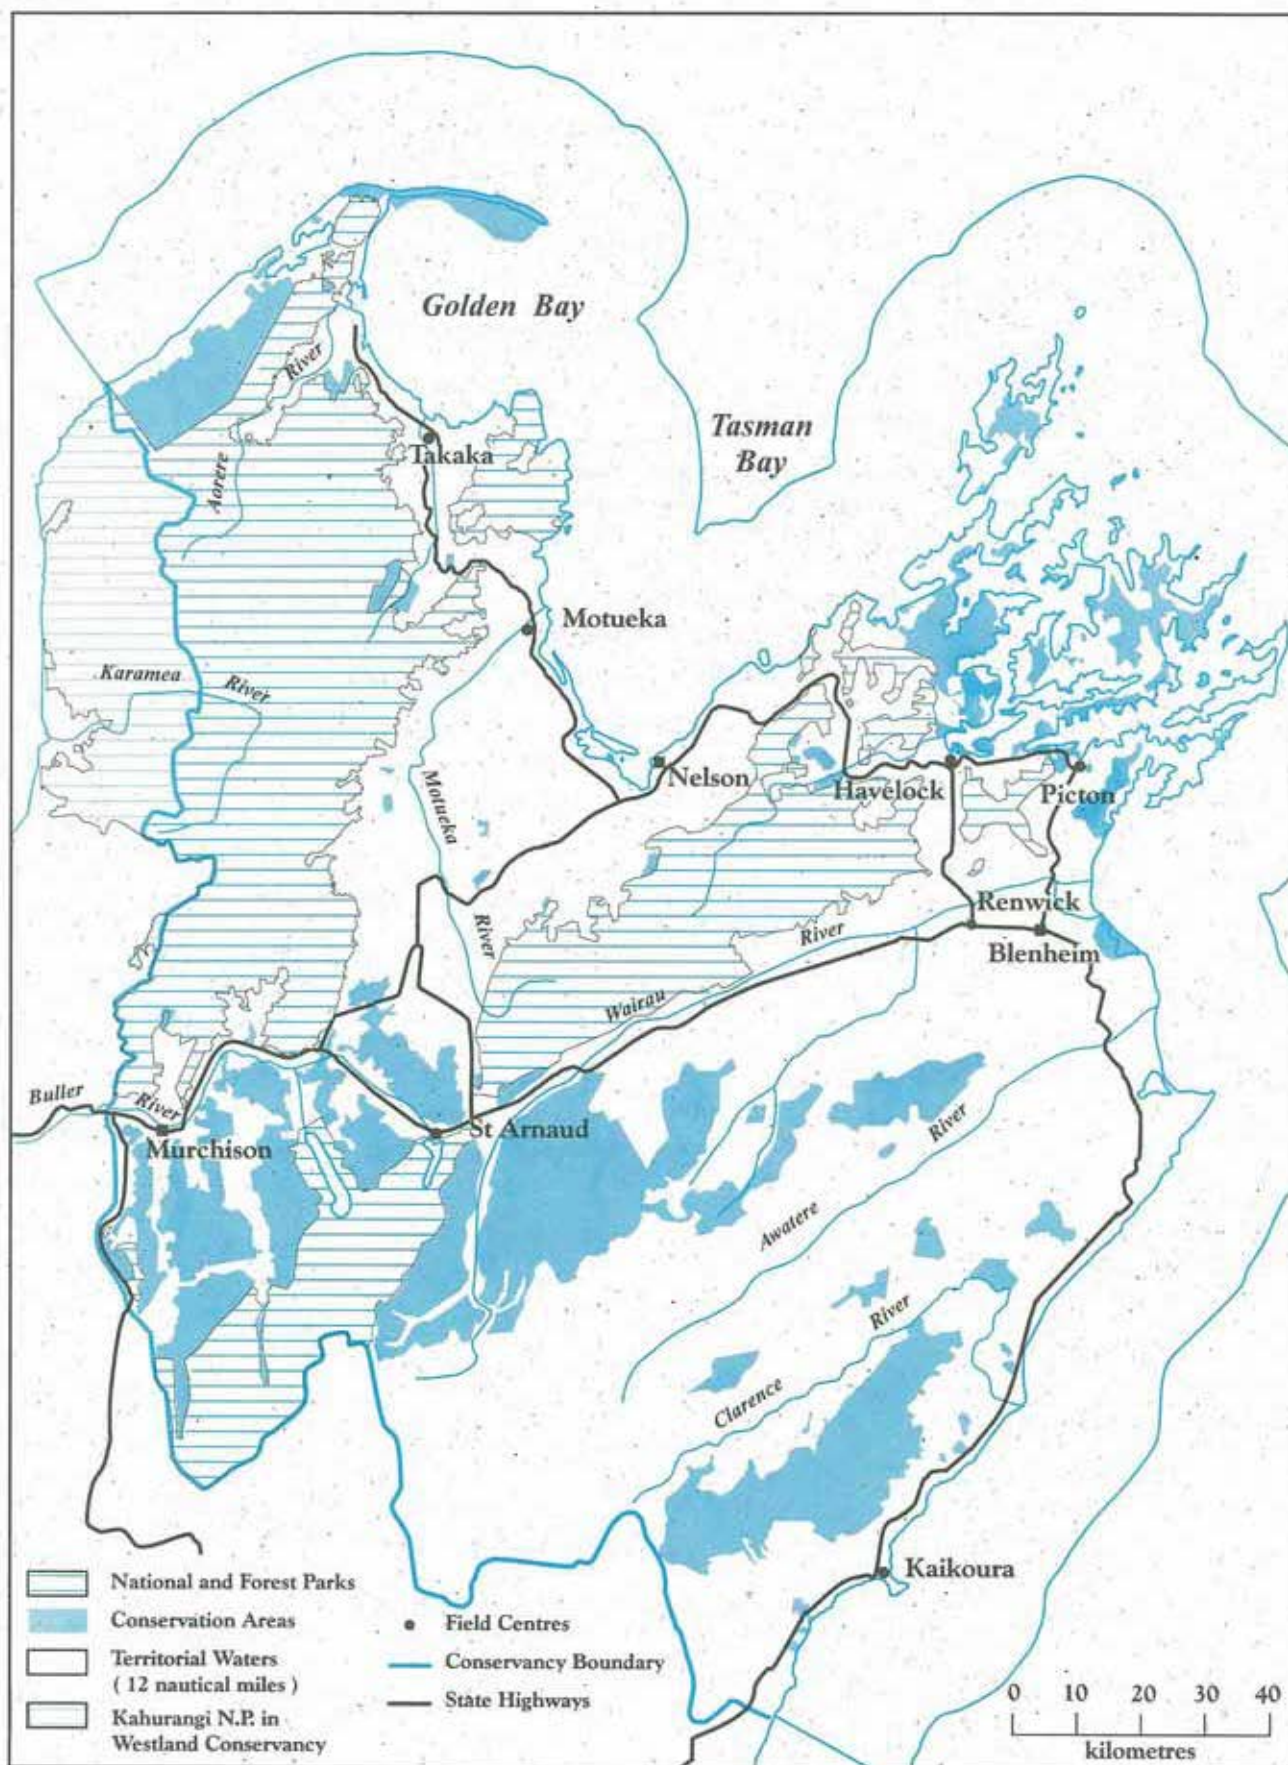 Golden Bay
Tasman
Bay
River
Aorere
Takaka
Motueka
Karamea
River
Nelson
Havelock
Picton
Motueka
River
Renwick
River
Blenheim
Wairau
Buller
River
Murchison
St Arnaud
River
Awatere
River
Clarence
Kaikoura
National and Forest Parks
Conservation Areas
Territorial Waters
( 12 nautical miles )
Kahurangi N.P. in
Westland Conservancy
Field Centres
Conservancy Boundary
State Highways
0 10 20 30 40
kilometres